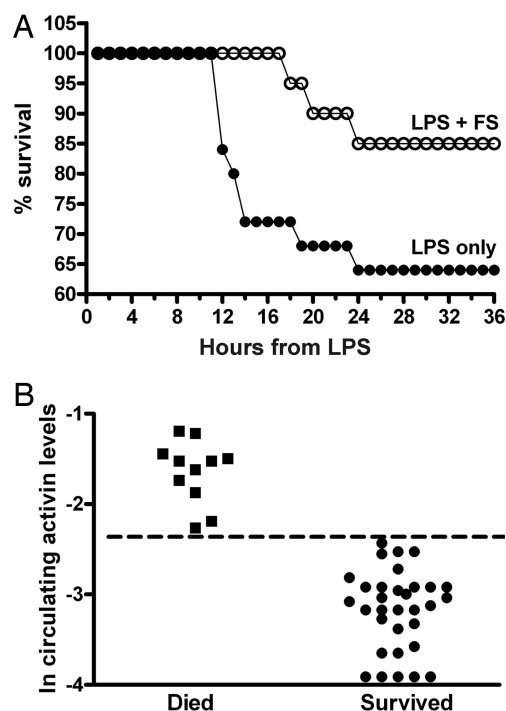 A
105
100
95
90
85
80
75
70
65
60
% survival
LPS + FS
LPS only
0 4 8 12 16 20 24 28 32 36
Hours from LPS
B
ln circulating activin levels
-1
-2
-3
-4
Died Survived